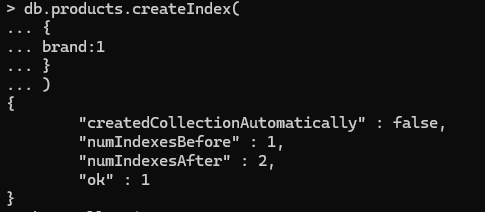 > db.products.createIndex(
... {
... brand:1
... }
... )
{
        "createdCollectionAutomatically" : false,
        "numIndexesBefore" : 1,
        "numIndexesAfter" : 2,
        "ok" : 1
}